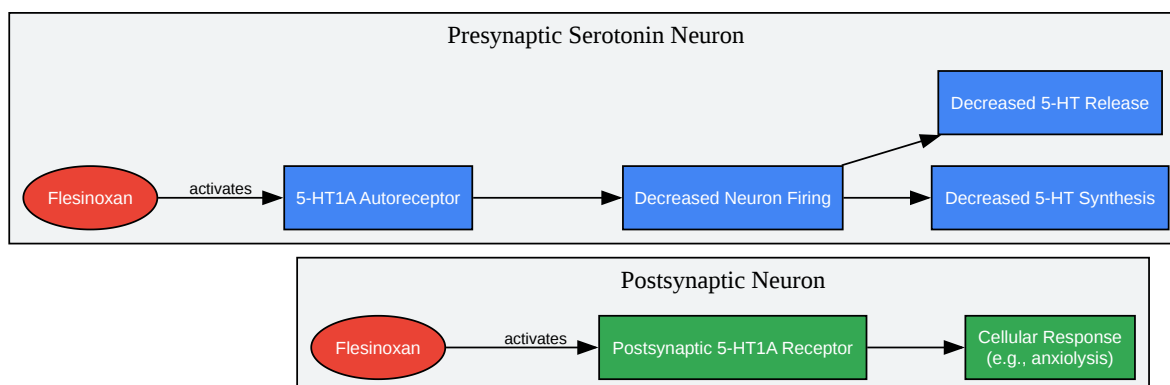 Presynaptic Serotonin Neuron
Decreased 5-HT Release
Flesinoxan
activates
5-HT1A Autoreceptor
Decreased Neuron Firing
Decreased 5-HT Synthesis
Postsynaptic Neuron
Flesinoxan
activates
Postsynaptic 5-HT1A Receptor
Cellular Response
(e.g., anxiolysis)